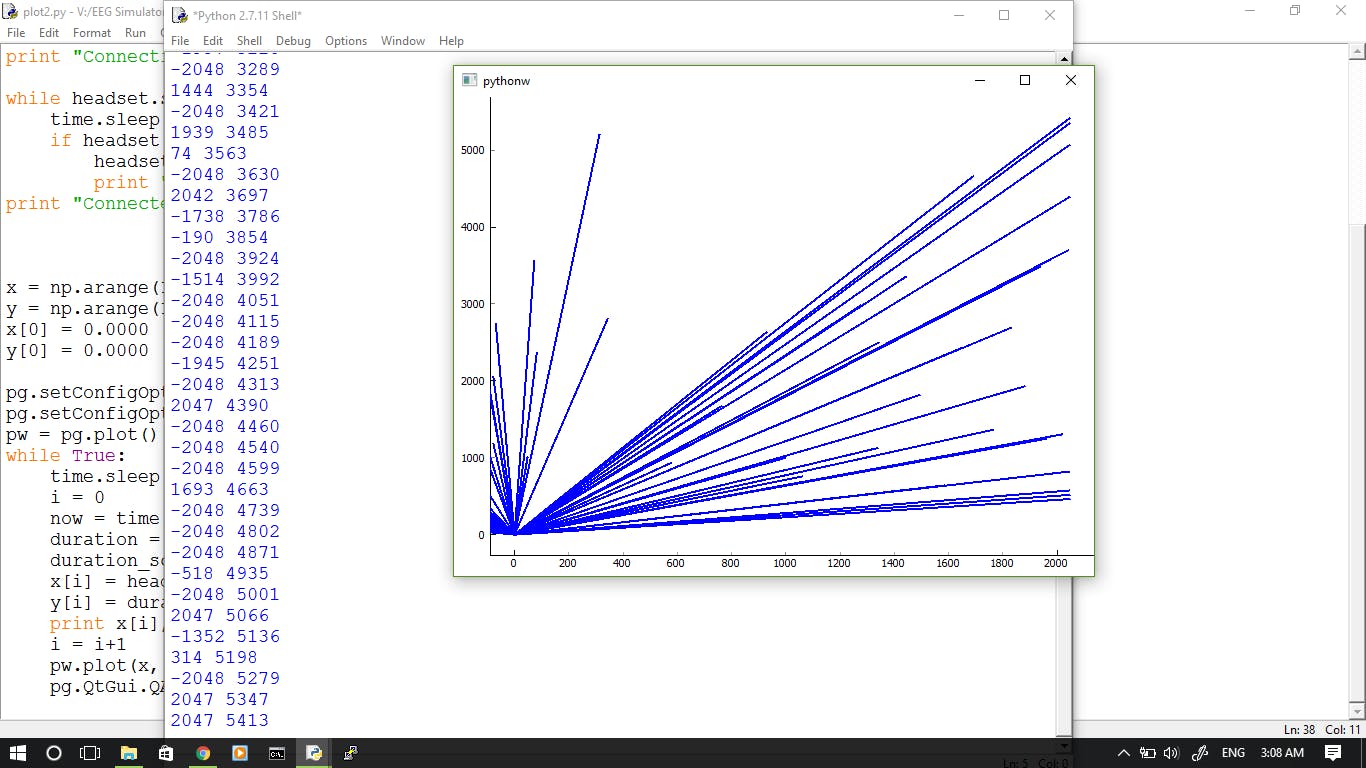 plot2.py - V:/EEG Simulator
File Edit Format Run
print "Connecti
while headset.s
time.sleep
if headset
headset
print
print "Connecte
x = np.arange(
y = np.arange(
x[0] = 0.0000
y[0] = 0.0000
pg.setConfigOpt
pg.setConfigOpt
pw = pg.plot()
while True:
time.sleep
i = 0
now = time
duration =
duration_sc
x[i] = head
y[i] = dura
print x[i],
i = i+1
pw.plot(x,
pg.QtGui.QA
*Python 2.7.11 Shell*
File Edit Shell Debug Options Window Help
-2048 3289
1444 3354
-2048 3421
1939 3485
74 3563
-2048 3630
2042 3697
-1738 3786
-190 3854
-2048 3924
-1514 3992
-2048 4051
-2048 4115
-2048 4189
-1945 4251
-2048 4313
2047 4390
-2048 4460
-2048 4540
-2048 4599
1693 4663
-2048 4739
-2048 4802
-2048 4871
-518 4935
-2048 5001
2047 5066
-1352 5136
314 5198
-2048 5279
2047 5347
2047 5413
pythonw
5000
4000
3000
2000
1000
0
0 200 400 600 800 1000 1200 1400 1600 1800 2000
Ln: 38 Col: 11
Ln: 5 Col: 0
ENG 3:08 AM